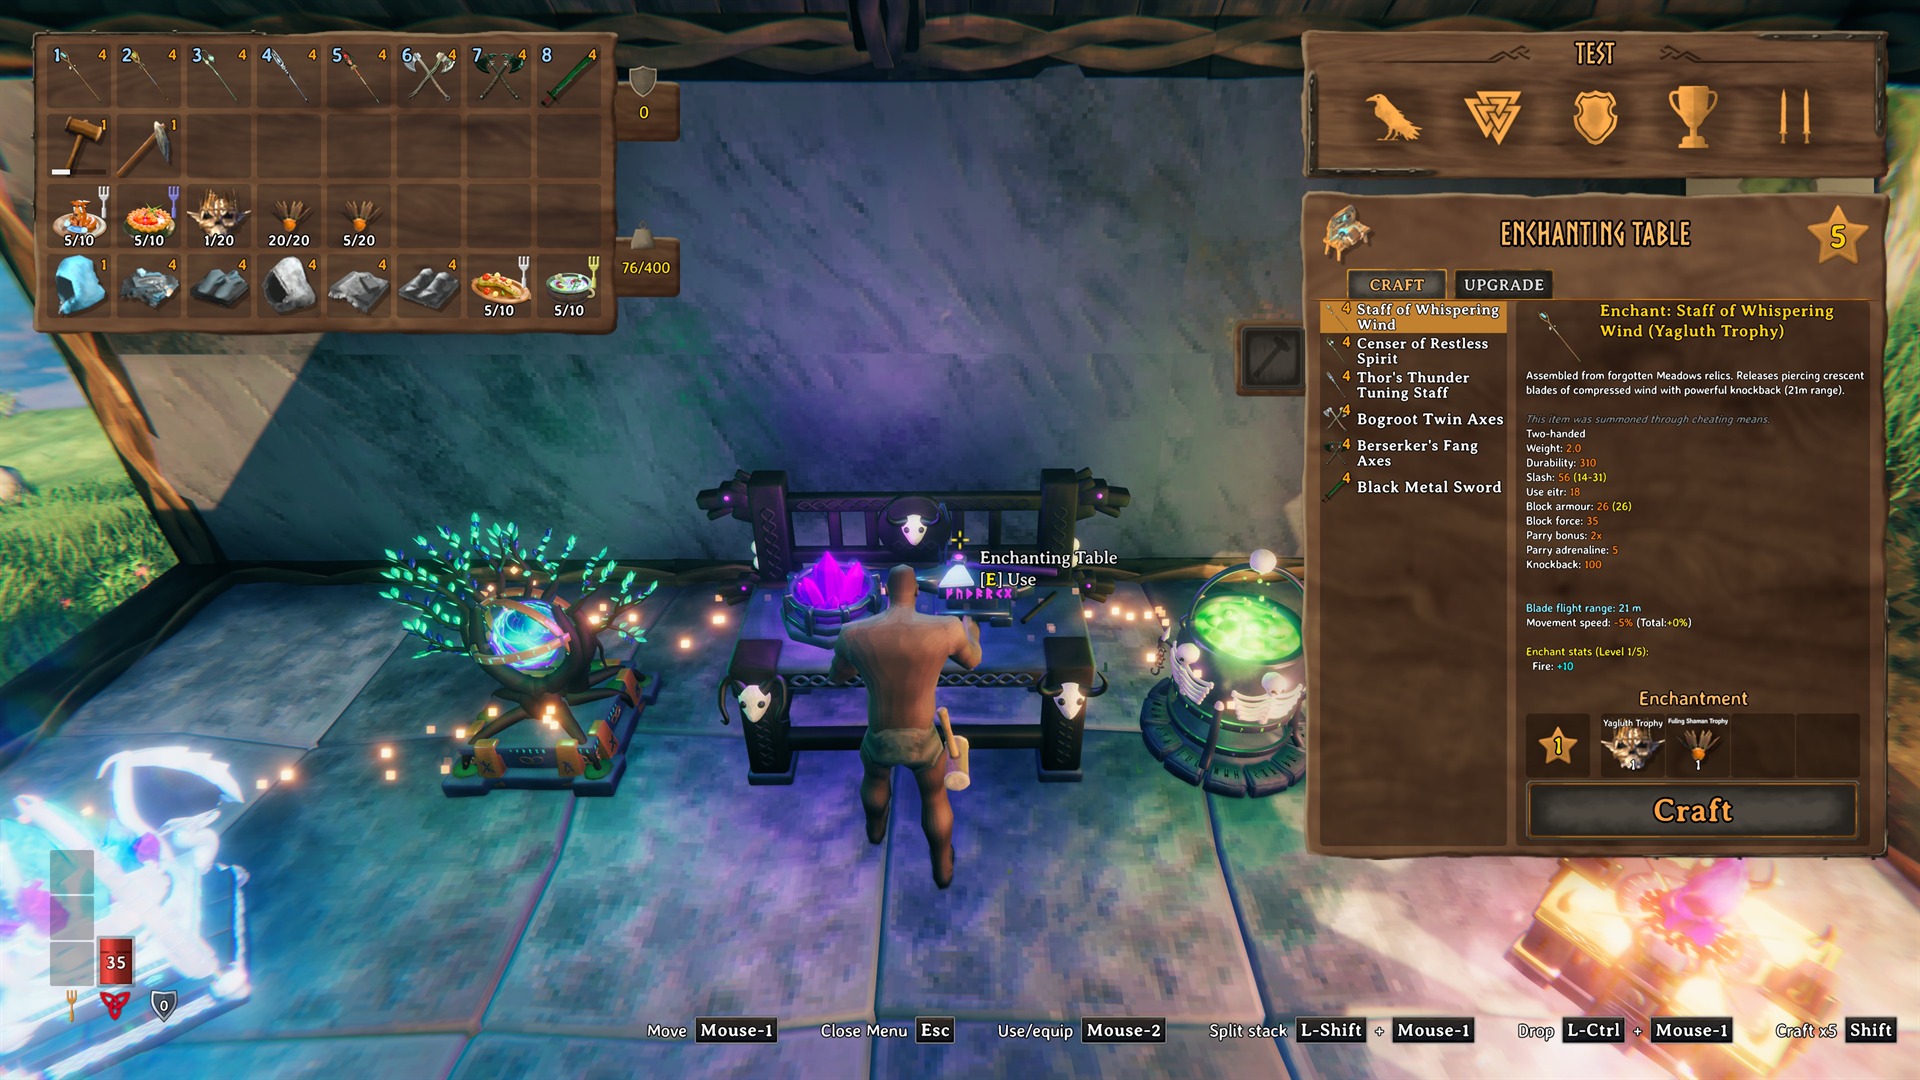 1 4 2 4 3 4 4 4 5 4 6 4 7 4 8 4
0
1 1
5/10 5/10 1/20 20/20 5/20
76/400
1 4 4 4 4 4
5/10 5/10
TEST
ENCHANTING TABLE
5
CRAFT UPGRADE
4 Staff of Whispering
Wind
4 Censer of Restless
Spirit
4 Thor's Thunder
Tuning Staff
4 Bogroot Twin Axes
4 Berserker's Fang
Axes
4 Black Metal Sword
Enchant: Staff of Whispering
Wind (Yagluth Trophy)
Assembled from forgotten Meadows relics. Releases piercing crescent
blades of compressed wind with powerful knockback (21m range).
This item was summoned through cheating means.
Two-handed
Weight: 2.0
Durability: 310
Slash: 56 (14-31)
Use eitr: 18
Block armour: 26 (26)
Block force: 35
Parry bonus: 2x
Parry adrenaline: 5
Knockback: 100
Blade flight range: 21 m
Movement speed: -5% (Total:+0%)
Enchant stats (Level 1/5):
Fire: +10
Enchantment
1
Yagluth Trophy
1
Fuling Shaman Trophy
1
Craft
Enchanting Table
[E] Use
ᚠᚢᚦᚨᚱᚲᚷ
35
0
Move Mouse-1 Close Menu Esc Use/equip Mouse-2 Split stack L-Shift + Mouse-1 Drop L-Ctrl + Mouse-1 Craft x5 Shift